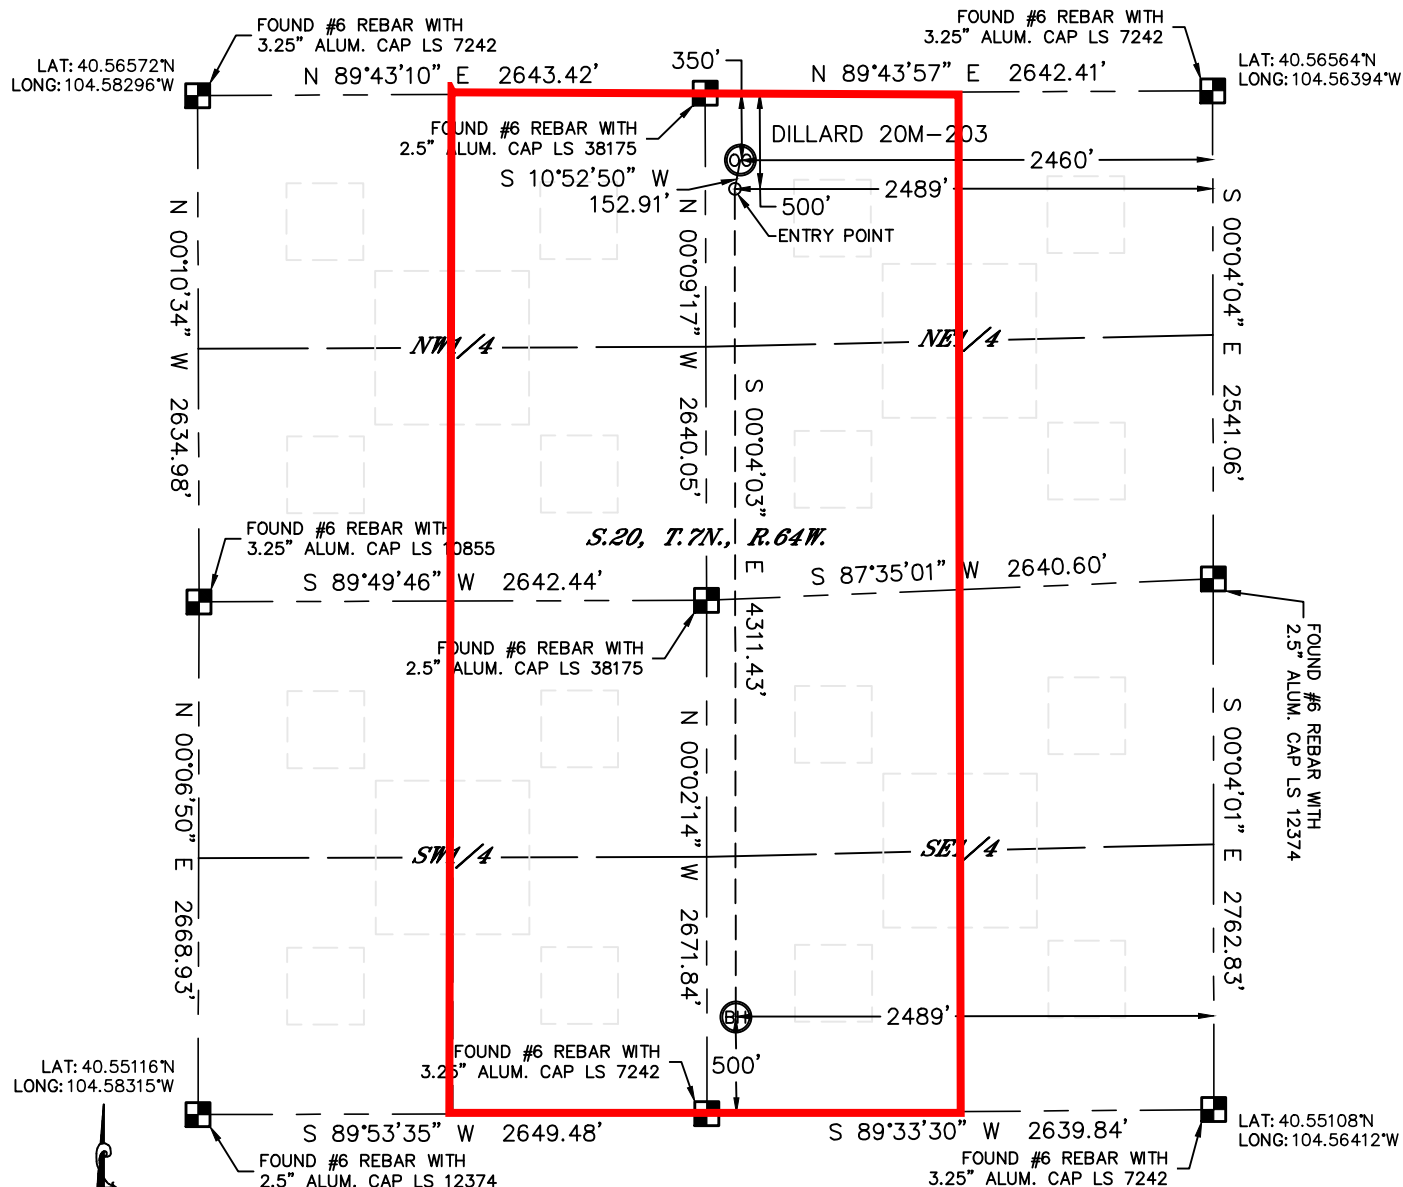 FOUND #6 REBAR WITH
3.25" ALUM. CAP LS 7242
FOUND #6 REBAR WITH
3.25" ALUM. CAP LS 7242
LAT: 40.56572°N
LONG: 104.58296°W
350'
LAT: 40.56564°N
LONG: 104.56394°W
N 89°43'10" E 2643.42'
N 89°43'57" E 2642.41'
FOUND #6 REBAR WITH
2.5" ALUM. CAP LS 38175
DILLARD 20M-203
2460'
S 10°52'50" W
152.91'
2489'
500'
ENTRY POINT
N 00°10'34" W 2634.98'
N 00°09'17" W 2640.05'
S 00°04'04" E 2541.06'
NW1/4
NE1/4
S 00°04'03" E 4311.43'
FOUND #6 REBAR WITH
3.25" ALUM. CAP LS 10855
S.20, T.7N., R.64W.
S 89°49'46" W 2642.44'
S 87°35'01" W 2640.60'
FOUND #6 REBAR WITH
2.5" ALUM. CAP LS 38175
FOUND #6 REBAR WITH
2.5" ALUM. CAP LS 12374
N 00°06'50" E 2668.93'
N 00°02'14" W 2671.84'
S 00°04'01" E 2762.83'
SW1/4
SE1/4
BH
2489'
500'
FOUND #6 REBAR WITH
3.25" ALUM. CAP LS 7242
LAT: 40.55116°N
LONG: 104.58315°W
S 89°53'35" W 2649.48'
S 89°33'30" W 2639.84'
LAT: 40.55108°N
LONG: 104.56412°W
FOUND #6 REBAR WITH
2.5" ALUM. CAP LS 12374
FOUND #6 REBAR WITH
3.25" ALUM. CAP LS 7242